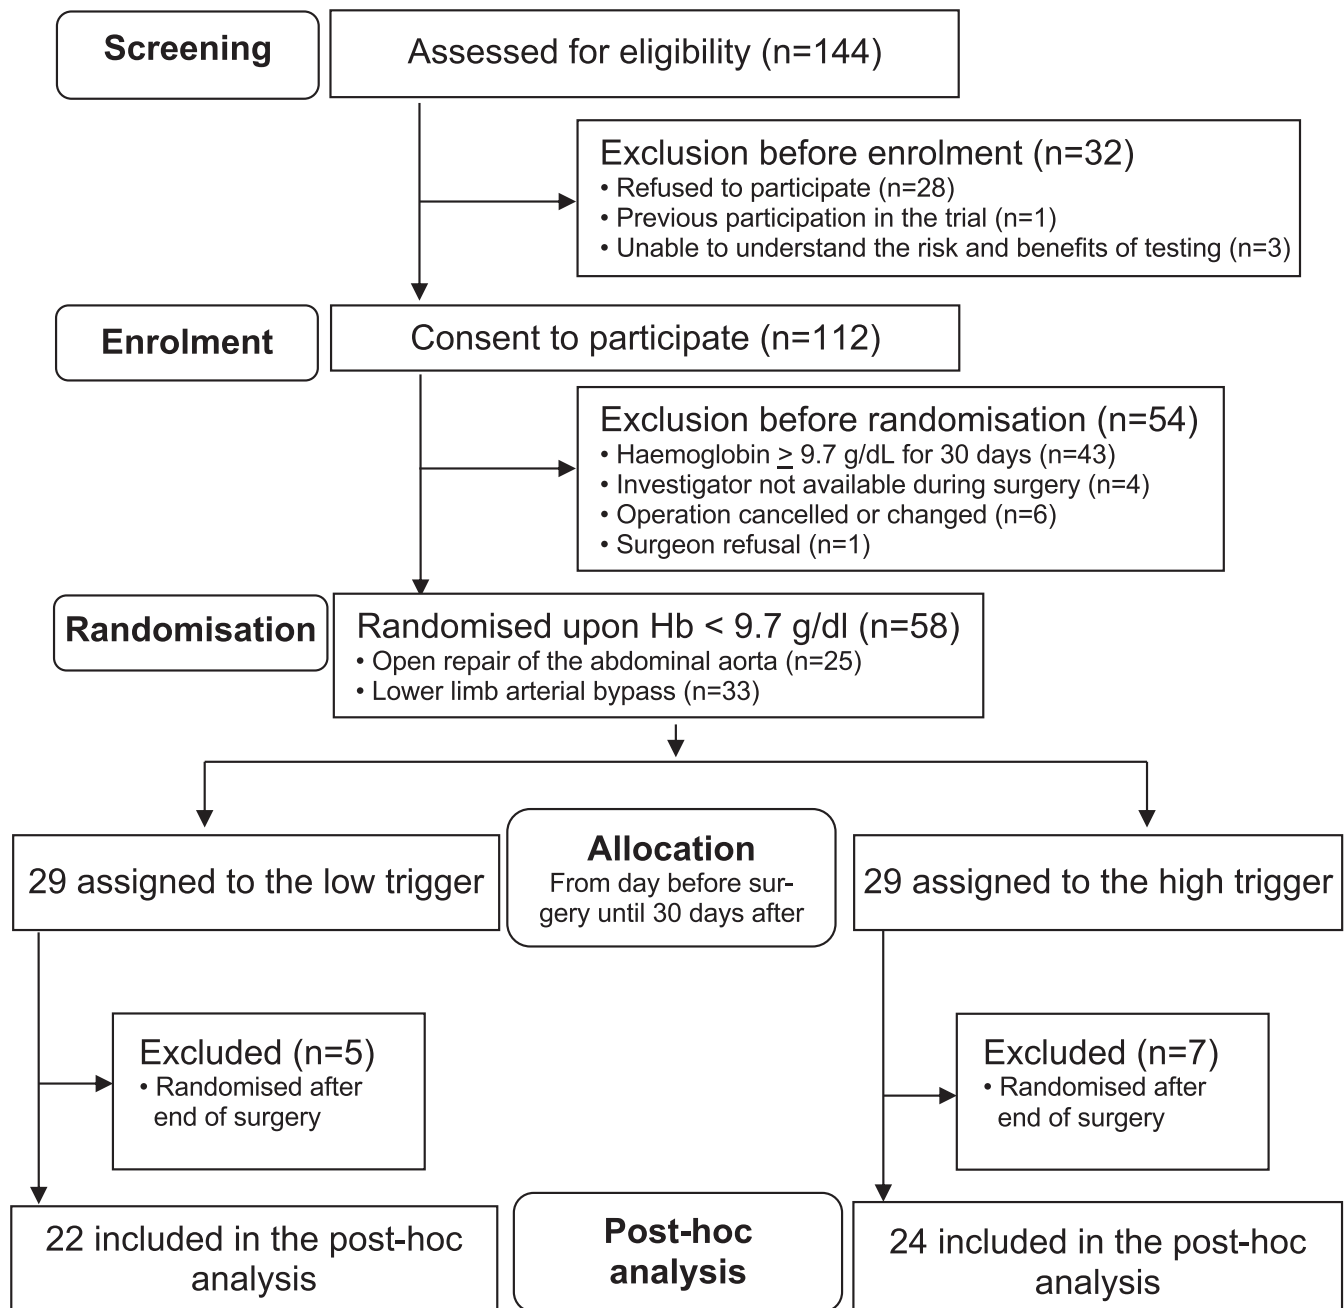 Screening
Assessed for eligibility (n=144)
Exclusion before enrolment (n=32)
• Refused to participate (n=28)
• Previous participation in the trial (n=1)
• Unable to understand the risk and benefits of testing (n=3)
Enrolment
Consent to participate (n=112)
Exclusion before randomisation (n=54)
• Haemoglobin ≥ 9.7 g/dL for 30 days (n=43)
• Investigator not available during surgery (n=4)
• Operation cancelled or changed (n=6)
• Surgeon refusal (n=1)
Randomisation
Randomised upon Hb < 9.7 g/dl (n=58)
• Open repair of the abdominal aorta (n=25)
• Lower limb arterial bypass (n=33)
29 assigned to the low trigger
Allocation
From day before sur-
gery until 30 days after
29 assigned to the high trigger
Excluded (n=5)
• Randomised after
end of surgery
Excluded (n=7)
• Randomised after
end of surgery
22 included in the post-hoc
analysis
Post-hoc
analysis
24 included in the post-hoc
analysis